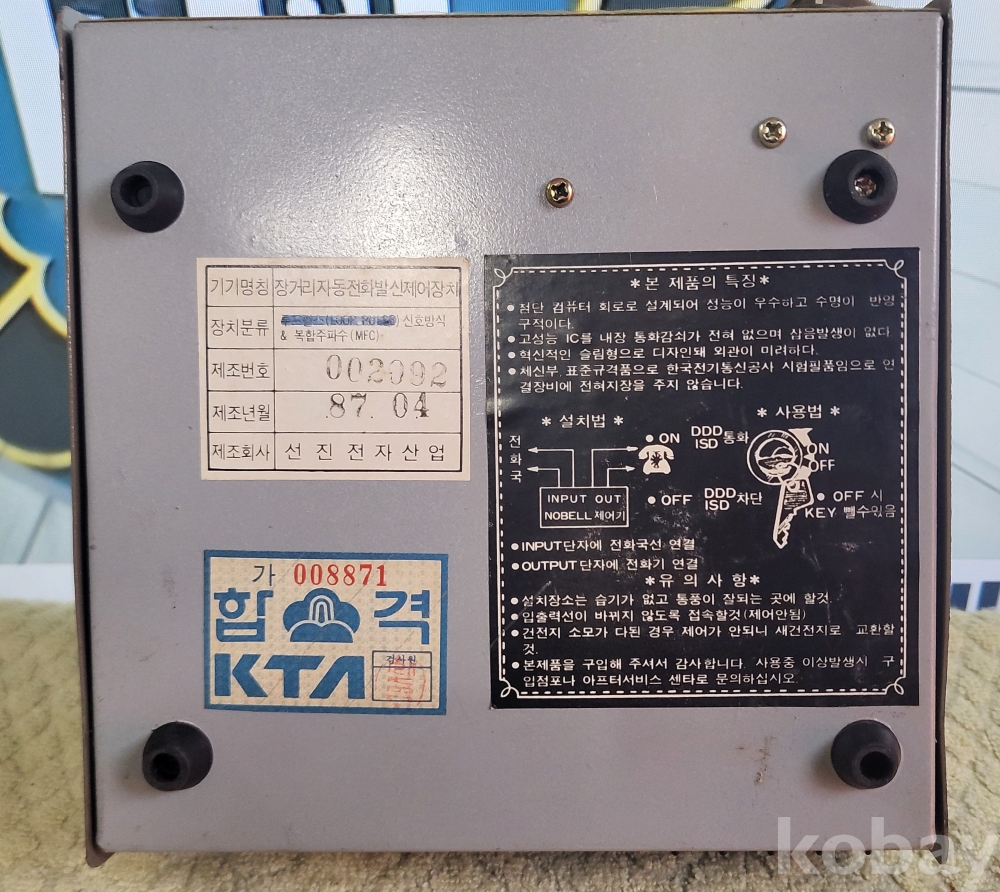 기기명칭 장거리자동전화발신제어장치
장치분류 신호방식
& 복합주파수(MFC)
제조번호 002092
제조년월 87. 04
제조회사 선진전자산업
가 008871
합격
KTA
검사원
*본 제품의 특징*
● 첨단 컴퓨터 회로로 설계되어 성능이 우수하고 수명이 반영
구적이다.
● 고성능 IC를 내장 통화감쇠가 전혀 없으며 잡음발생이 없다
● 혁신적인 슬림형으로 디자인돼 외관이 미려하다.
● 체신부 표준규격품으로 한국전기통신공사 시험필품임으로 연
결장비에 전혀지장을 주지 않습니다.
* 설치법 *
전화국
INPUT OUT
NOBELL 제어기
* 사용법 *
● ON DDD ISD 통화
● OFF DDD ISD 차단
ON
OFF
● OFF 시
KEY 뺄수있음
● INPUT단자에 전화국선 연결
● OUTPUT단자에 전화기 연결
*유의사항*
● 설치장소는 습기가 없고 통풍이 잘되는 곳에 할것.
● 입출력선이 바뀌지 않도록 접속할것(제어안됨)
● 건전지 소모가 다된 경우 제어가 안되니 새건전지로 교환할
것.
● 본제품을 구입해 주셔서 감사합니다. 사용중 이상발생시 구
입점포나 아프터서비스 센타로 문의하십시오.
kobay